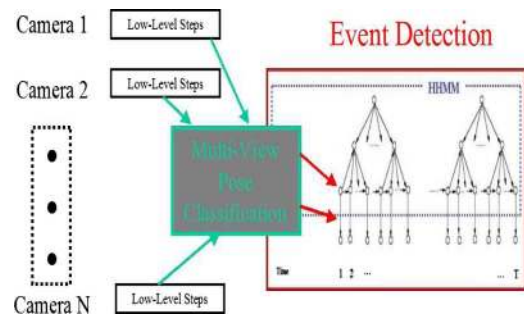 Camera 1
Low-Level Steps
Event Detection
Camera 2
Low-Level Steps
HHMM
Multi-View
Pose
Classification
Time 1 2 ... ... T
Low-Level Steps
Camera N